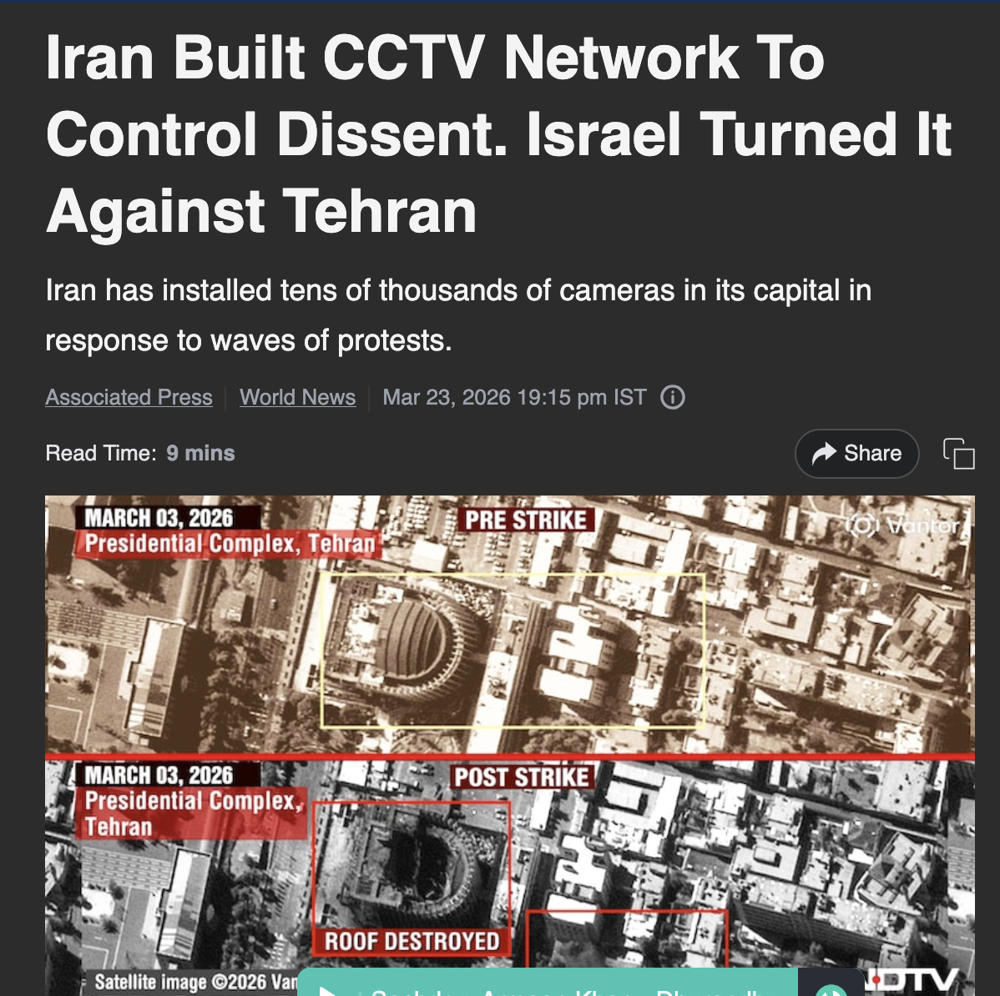 Iran Built CCTV Network To
Control Dissent. Israel Turned It
Against Tehran
Iran has installed tens of thousands of cameras in its capital in
response to waves of protests.
Associated Press World News Mar 23, 2026 19:15 pm IST
Read Time: 9 mins
Share
MARCH 03, 2026
Presidential Complex, Tehran
PRE STRIKE
Vantor
MARCH 03, 2026
Presidential Complex,
Tehran
POST STRIKE
ROOF DESTROYED
Satellite image ©2026 Van
NDTV